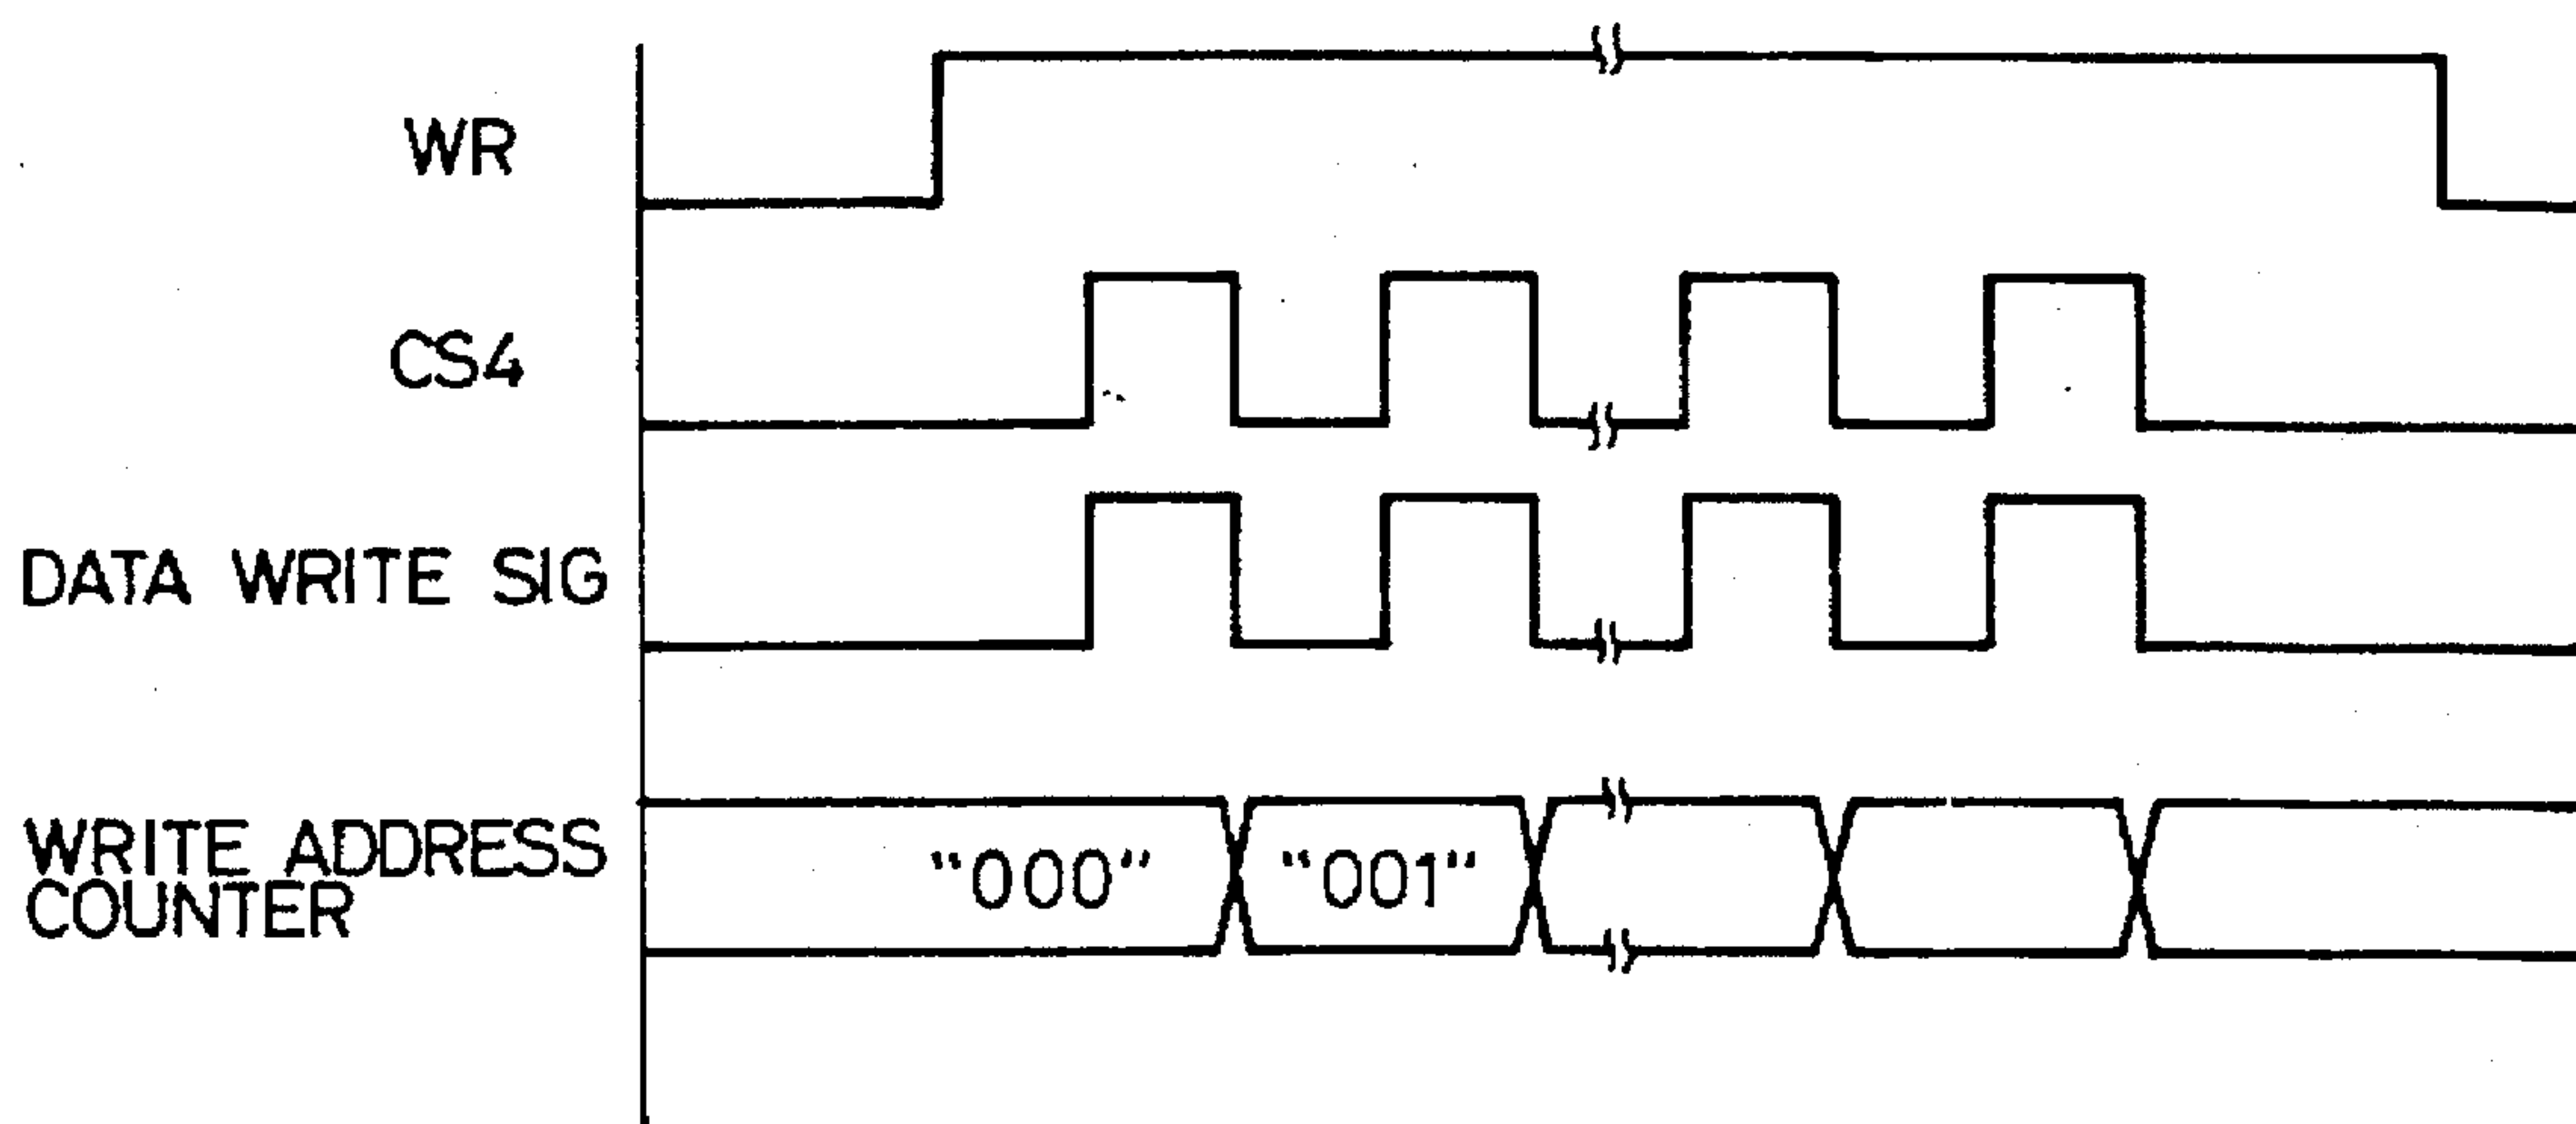 WR
CS4
DATA WRITE SIG
WRITE ADDRESS
COUNTER
"000" "001"